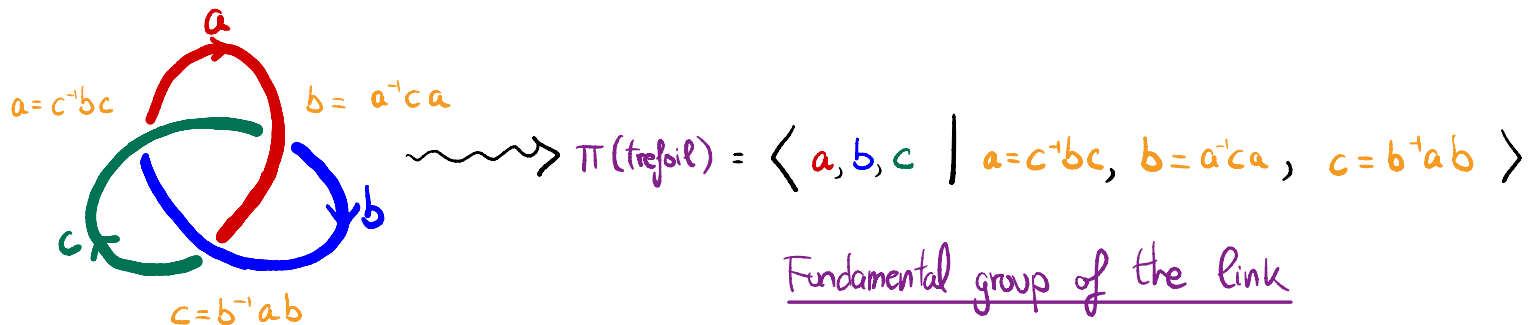 a
a = c⁻¹bc
b = a⁻¹ca
π(trefoil) = ⟨ a, b, c | a = c⁻¹bc, b = a⁻¹ca, c = b⁻¹ab ⟩
b
c
c = b⁻¹ab
Fundamental group of the link